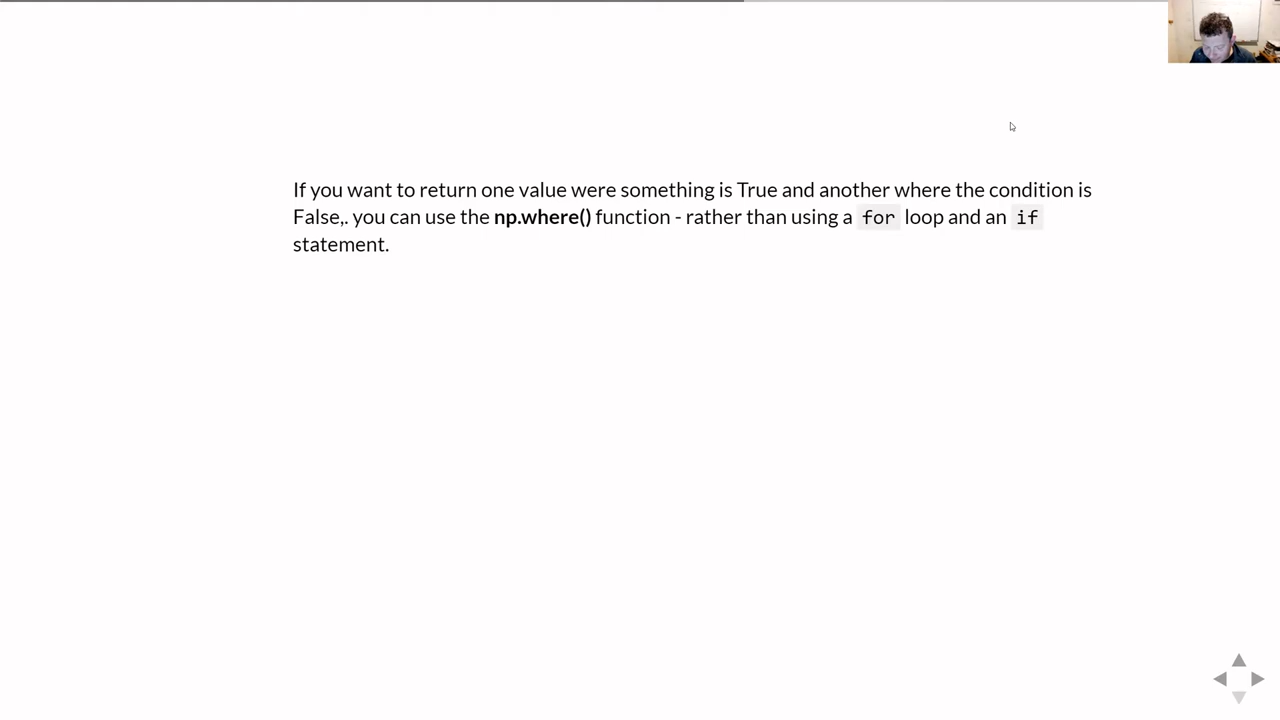 If you want to return one value were something is True and another where the condition is
False,. you can use the np.where() function - rather than using a for loop and an if
statement.